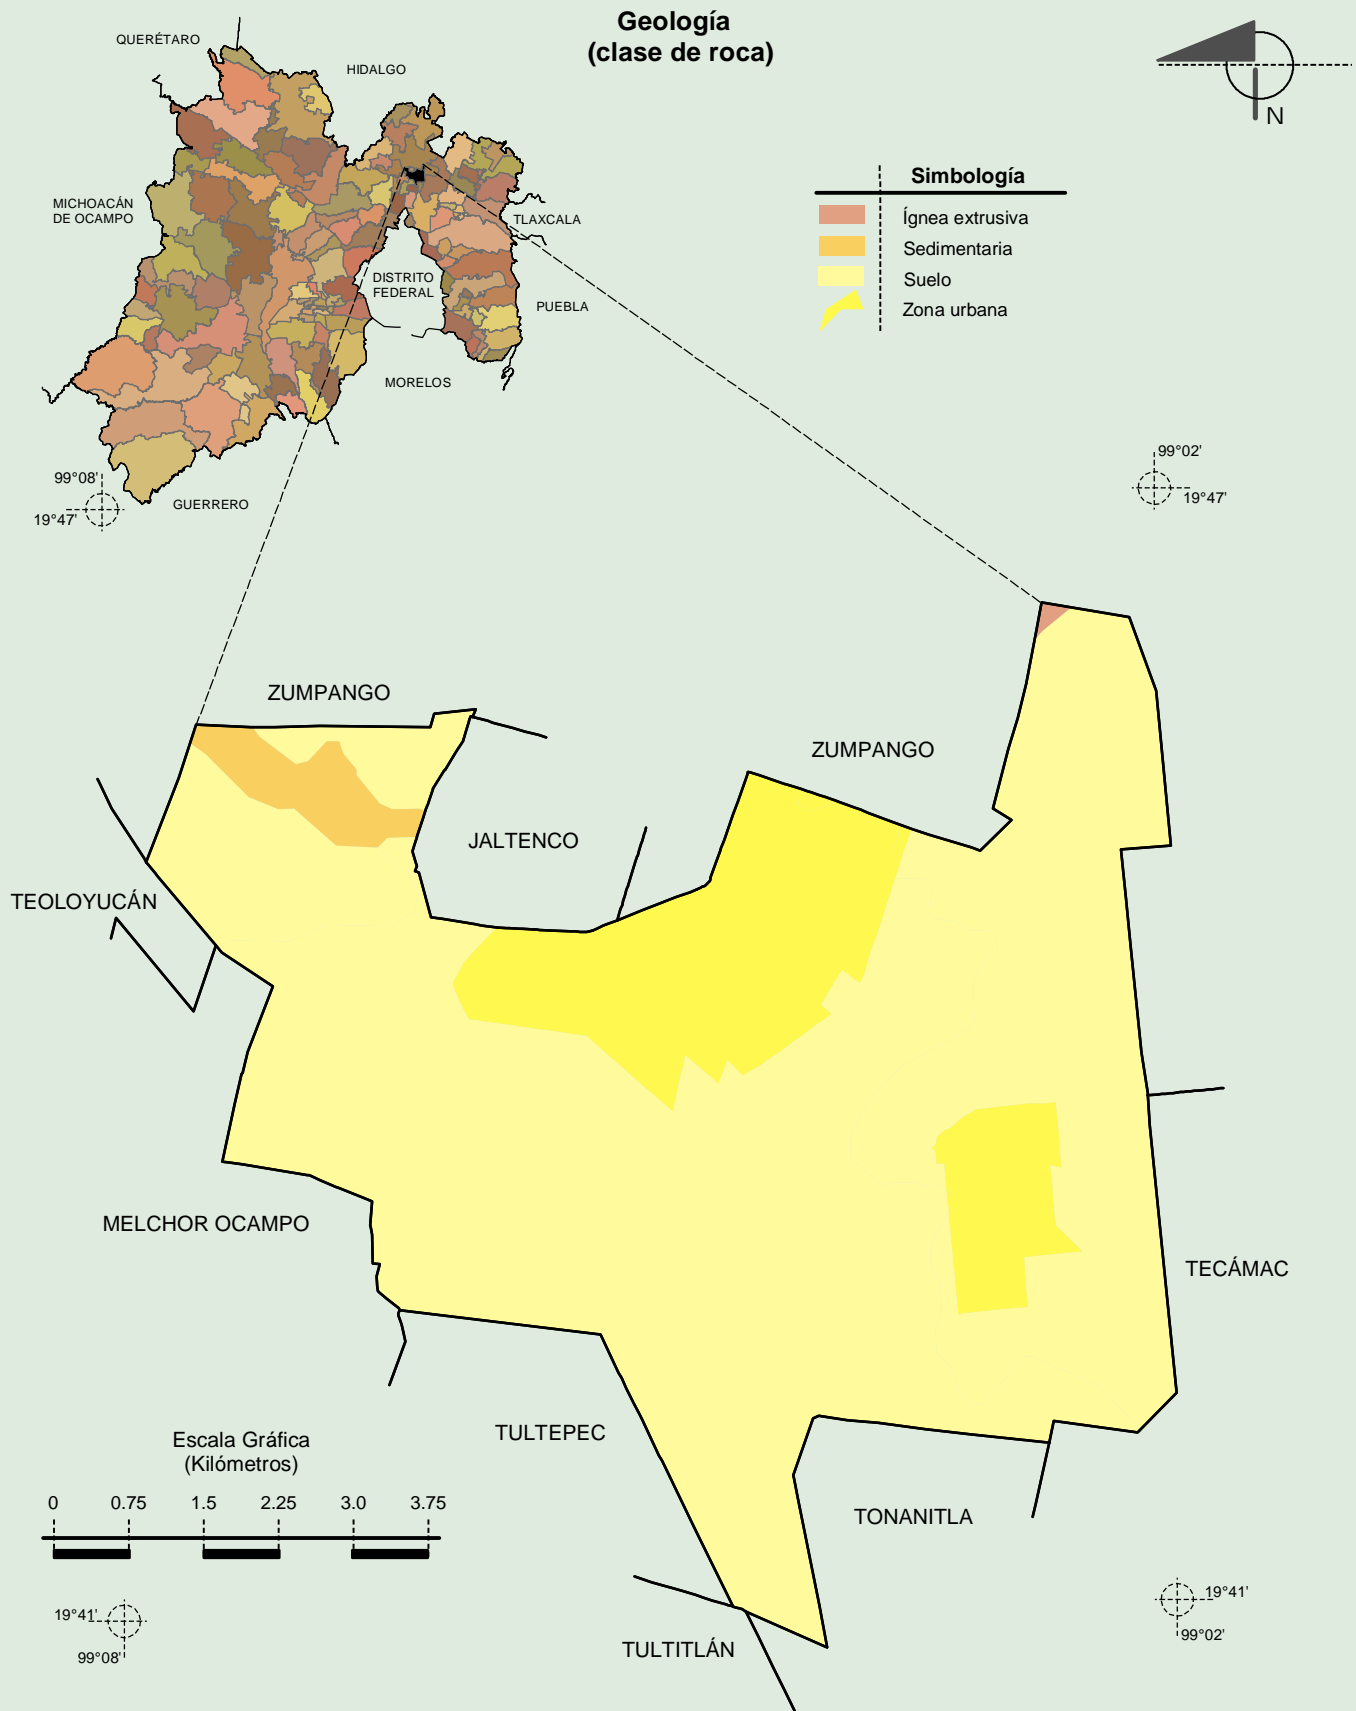 Geología
(clase de roca)
QUERÉTARO
HIDALGO
N
MICHOACÁN
DE OCAMPO
TLAXCALA
DISTRITO
FEDERAL
PUEBLA
MORELOS
GUERRERO
Simbología
Ígnea extrusiva
Sedimentaria
Suelo
Zona urbana
99°08'
19°47'
99°02'
19°47'
ZUMPANGO
ZUMPANGO
JALTENCO
TEOLOYUCÁN
MELCHOR OCAMPO
TECÁMAC
TULTEPEC
TONANITLA
TULTITLÁN
Escala Gráfica
(Kilómetros)
0 0.75 1.5 2.25 3.0 3.75
19°41'
99°08'
19°41'
99°02'